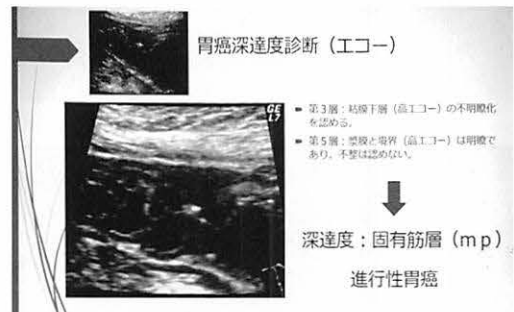 胃癌深達度診断（エコー）
GE
L7
第3層：粘膜下層（高エコー）の不明瞭化
を認める。
第5層：漿膜と境界（高エコー）は明瞭で
あり、不整は認めない。
深達度：固有筋層（mp）
進行性胃癌